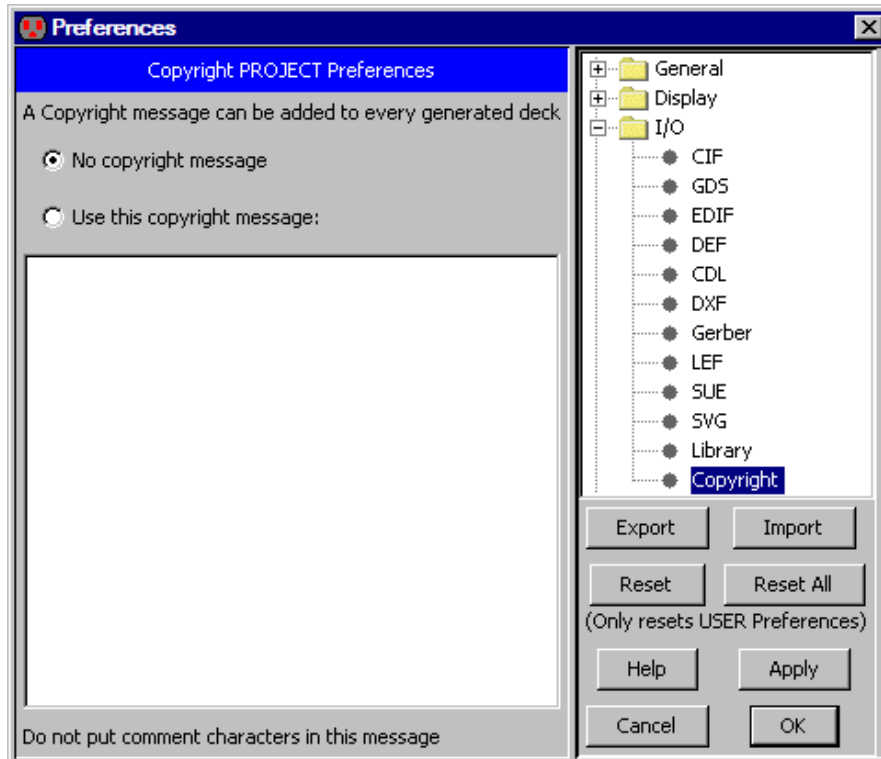 Preferences
Copyright PROJECT Preferences
A Copyright message can be added to every generated deck
No copyright message
Use this copyright message:
Do not put comment characters in this message
General
Display
I/O
CIF
GDS
EDIF
DEF
CDL
DXF
Gerber
LEF
SUE
SVG
Library
Copyright
Export Import
Reset Reset All
(Only resets USER Preferences)
Help Apply
Cancel OK